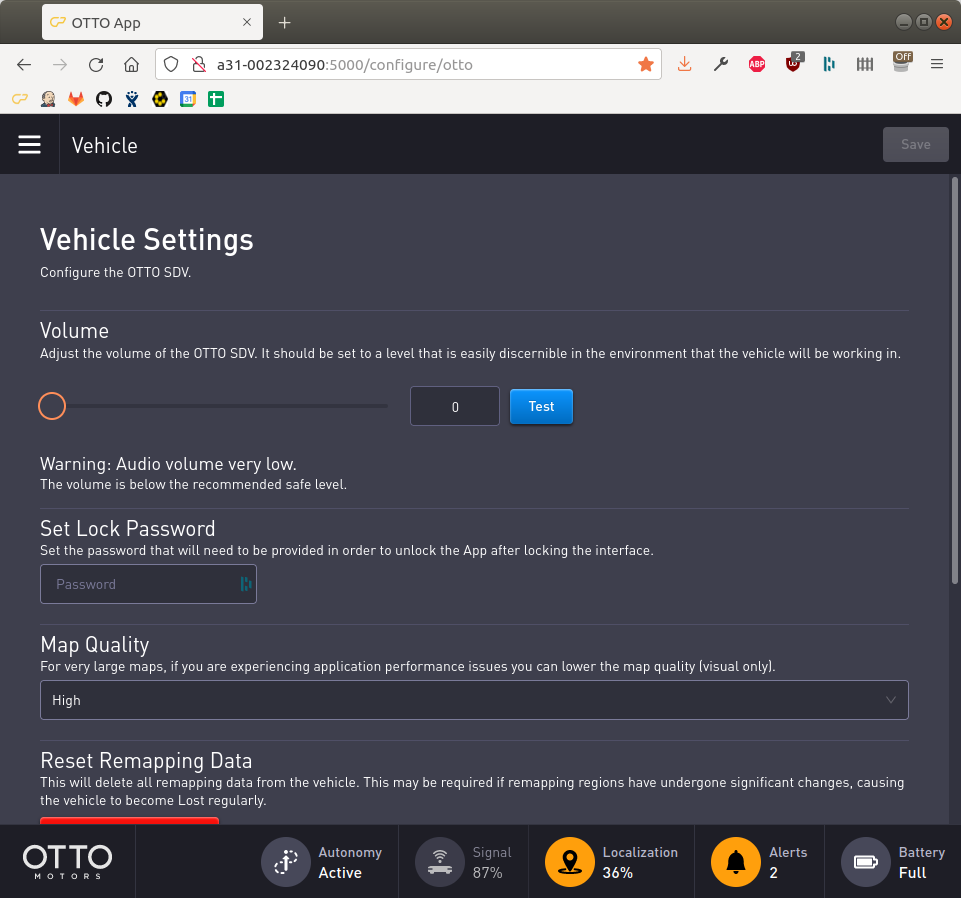 OTTO App
a31-002324090:5000/configure/otto
ABP
2
Off
31
Vehicle
Save
Vehicle Settings
Configure the OTTO SDV.
Volume
Adjust the volume of the OTTO SDV. It should be set to a level that is easily discernible in the environment that the vehicle will be working in.
0
Test
Warning: Audio volume very low.
The volume is below the recommended safe level.
Set Lock Password
Set the password that will need to be provided in order to unlock the App after locking the interface.
Password
Map Quality
For very large maps, if you are experiencing application performance issues you can lower the map quality (visual only).
High
Reset Remapping Data
This will delete all remapping data from the vehicle. This may be required if remapping regions have undergone significant changes, causing
the vehicle to become Lost regularly.
OTTO
MOTORS
Autonomy
Active
Signal
87%
Localization
36%
Alerts
2
Battery
Full